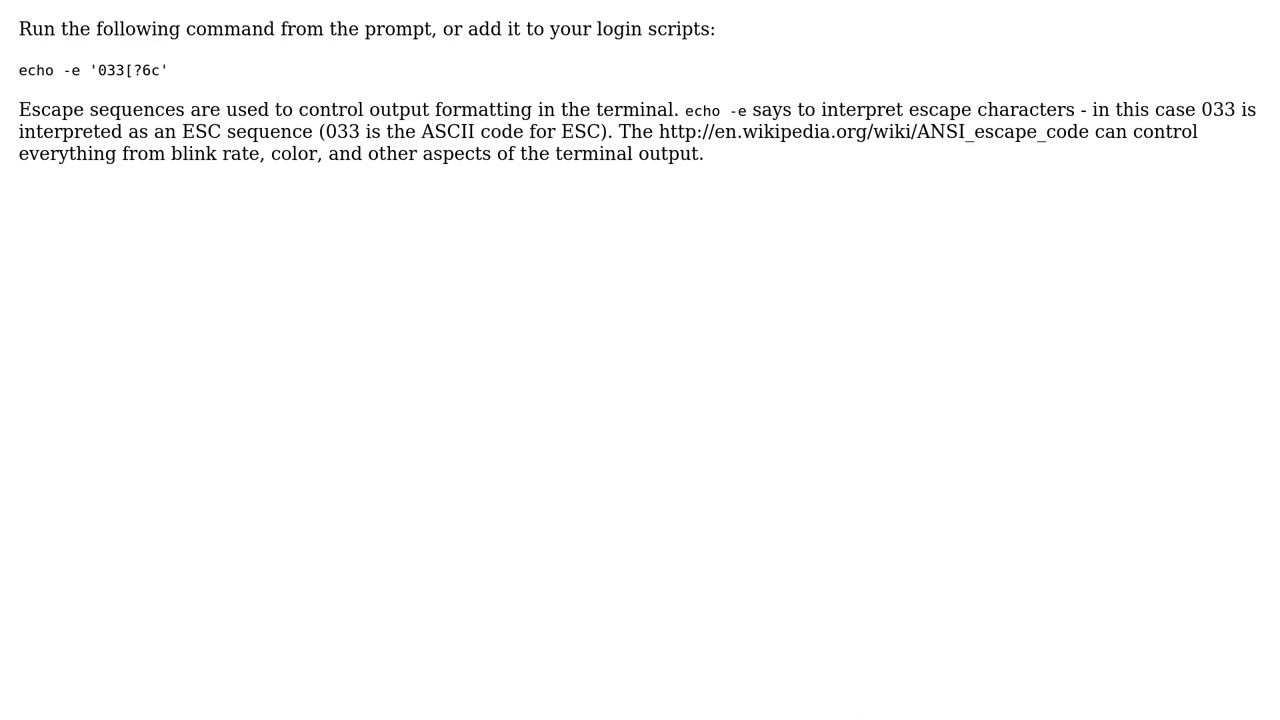 Run the following command from the prompt, or add it to your login scripts:
echo -e '033[?6c'
Escape sequences are used to control output formatting in the terminal. echo -e says to interpret escape characters - in this case 033 is
interpreted as an ESC sequence (033 is the ASCII code for ESC). The http://en.wikipedia.org/wiki/ANSI_escape_code can control
everything from blink rate, color, and other aspects of the terminal output.